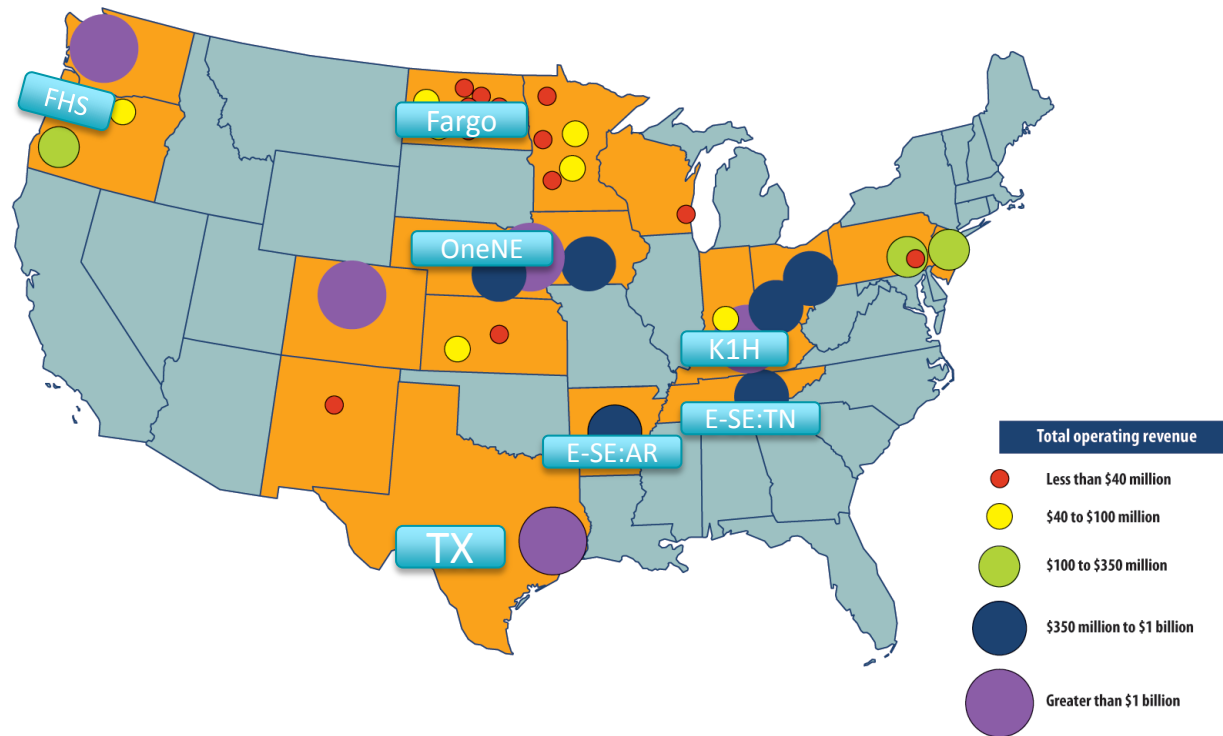 FHS
Fargo
OneNE
K1H
E-SE:TN
E-SE:AR
TX
Total operating revenue
Less than $40 million
$40 to $100 million
$100 to $350 million
$350 million to $1 billion
Greater than $1 billion